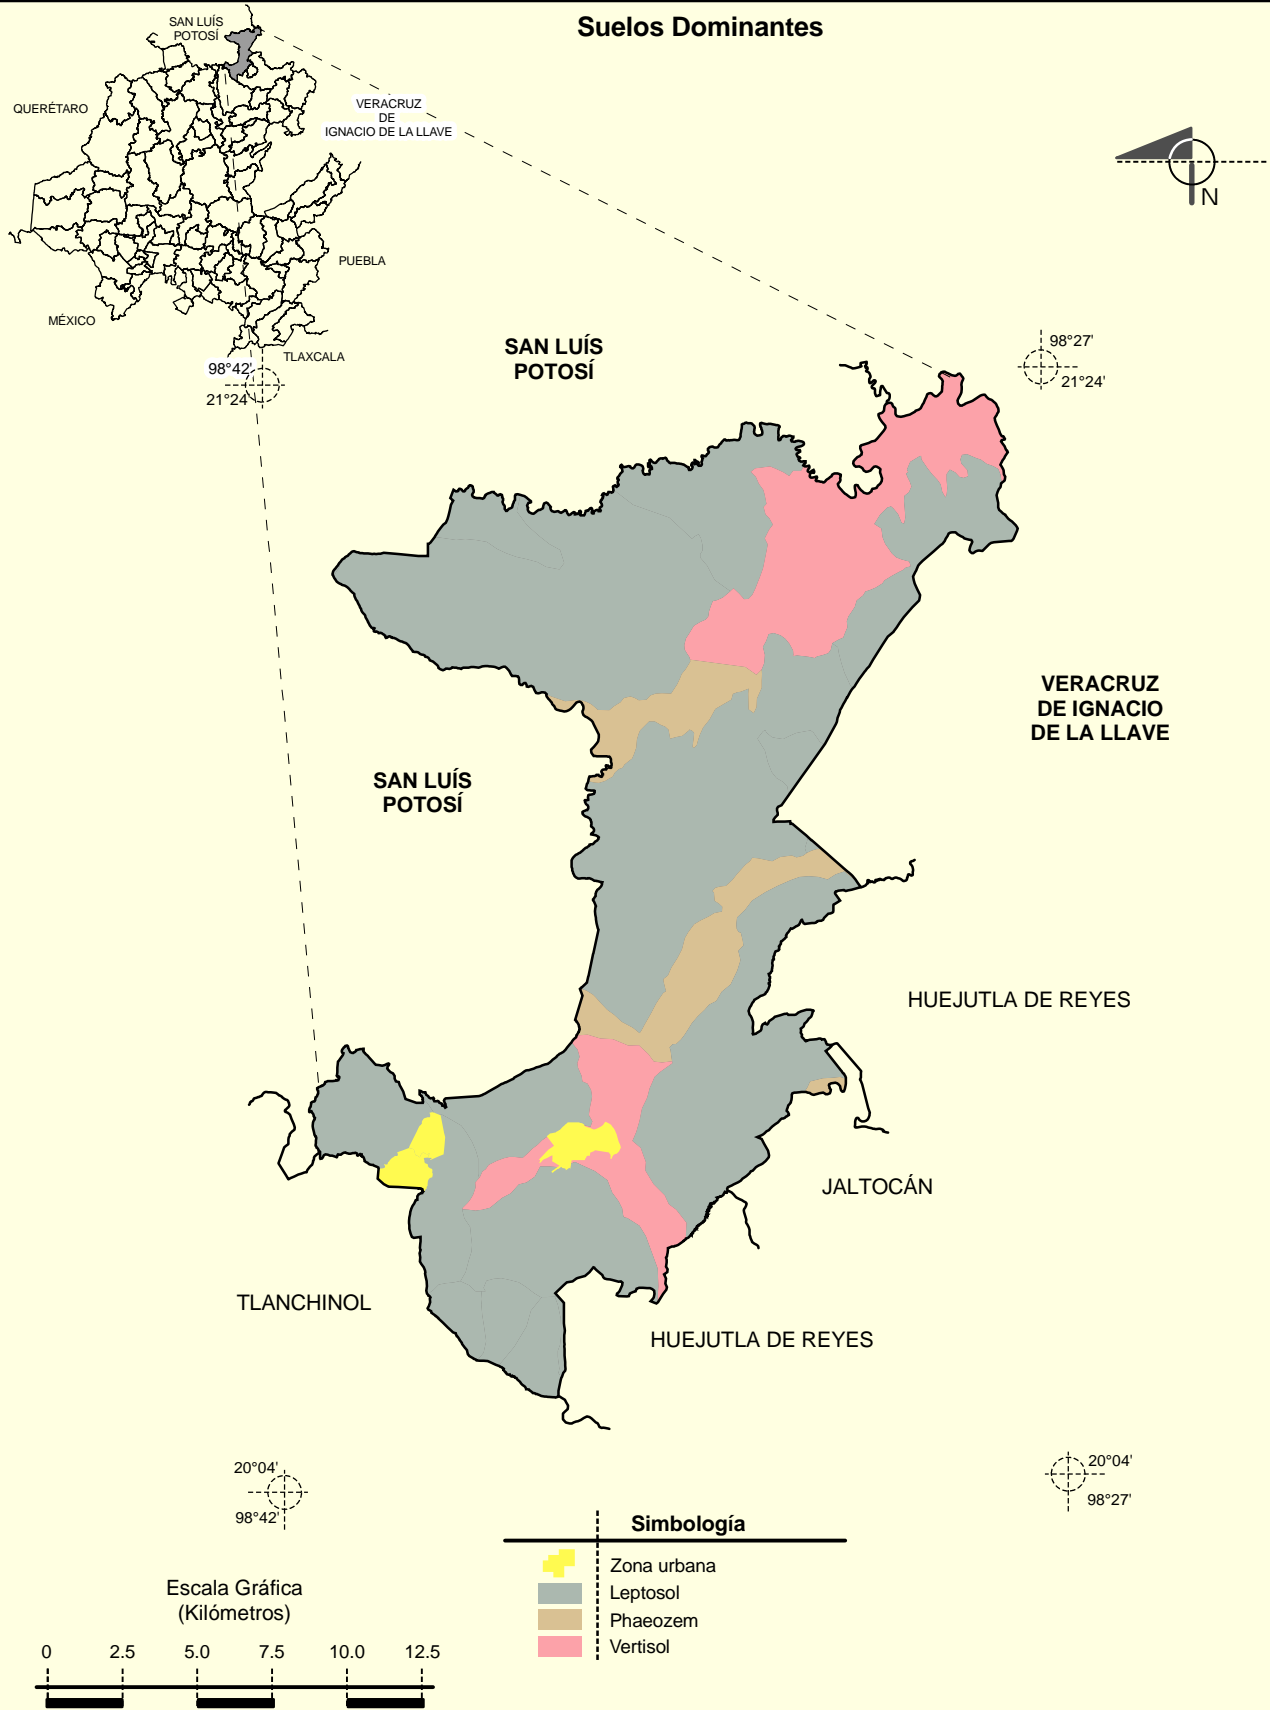 Suelos Dominantes
SAN LUÍS
POTOSÍ
QUERÉTARO
VERACRUZ
DE
IGNACIO DE LA LLAVE
N
PUEBLA
MÉXICO
TLAXCALA
98°42'
21°24'
SAN LUÍS
POTOSÍ
98°27'
21°24'
VERACRUZ
DE IGNACIO
DE LA LLAVE
SAN LUÍS
POTOSÍ
HUEJUTLA DE REYES
JALTOCÁN
TLANCHINOL
HUEJUTLA DE REYES
20°04'
98°42'
20°04'
98°27'
Simbología
Zona urbana
Leptosol
Phaeozem
Vertisol
Escala Gráfica
(Kilómetros)
0 2.5 5.0 7.5 10.0 12.5